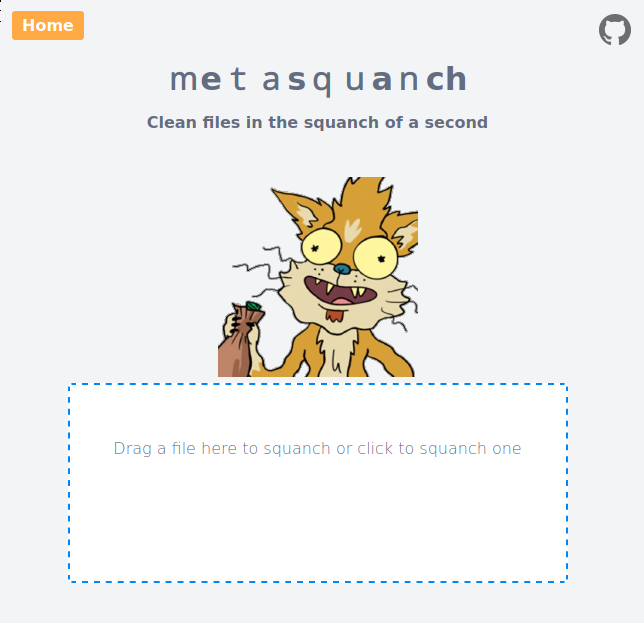 Home
metasquanch
Clean files in the squanch of a second
Drag a file here to squanch or click to squanch one